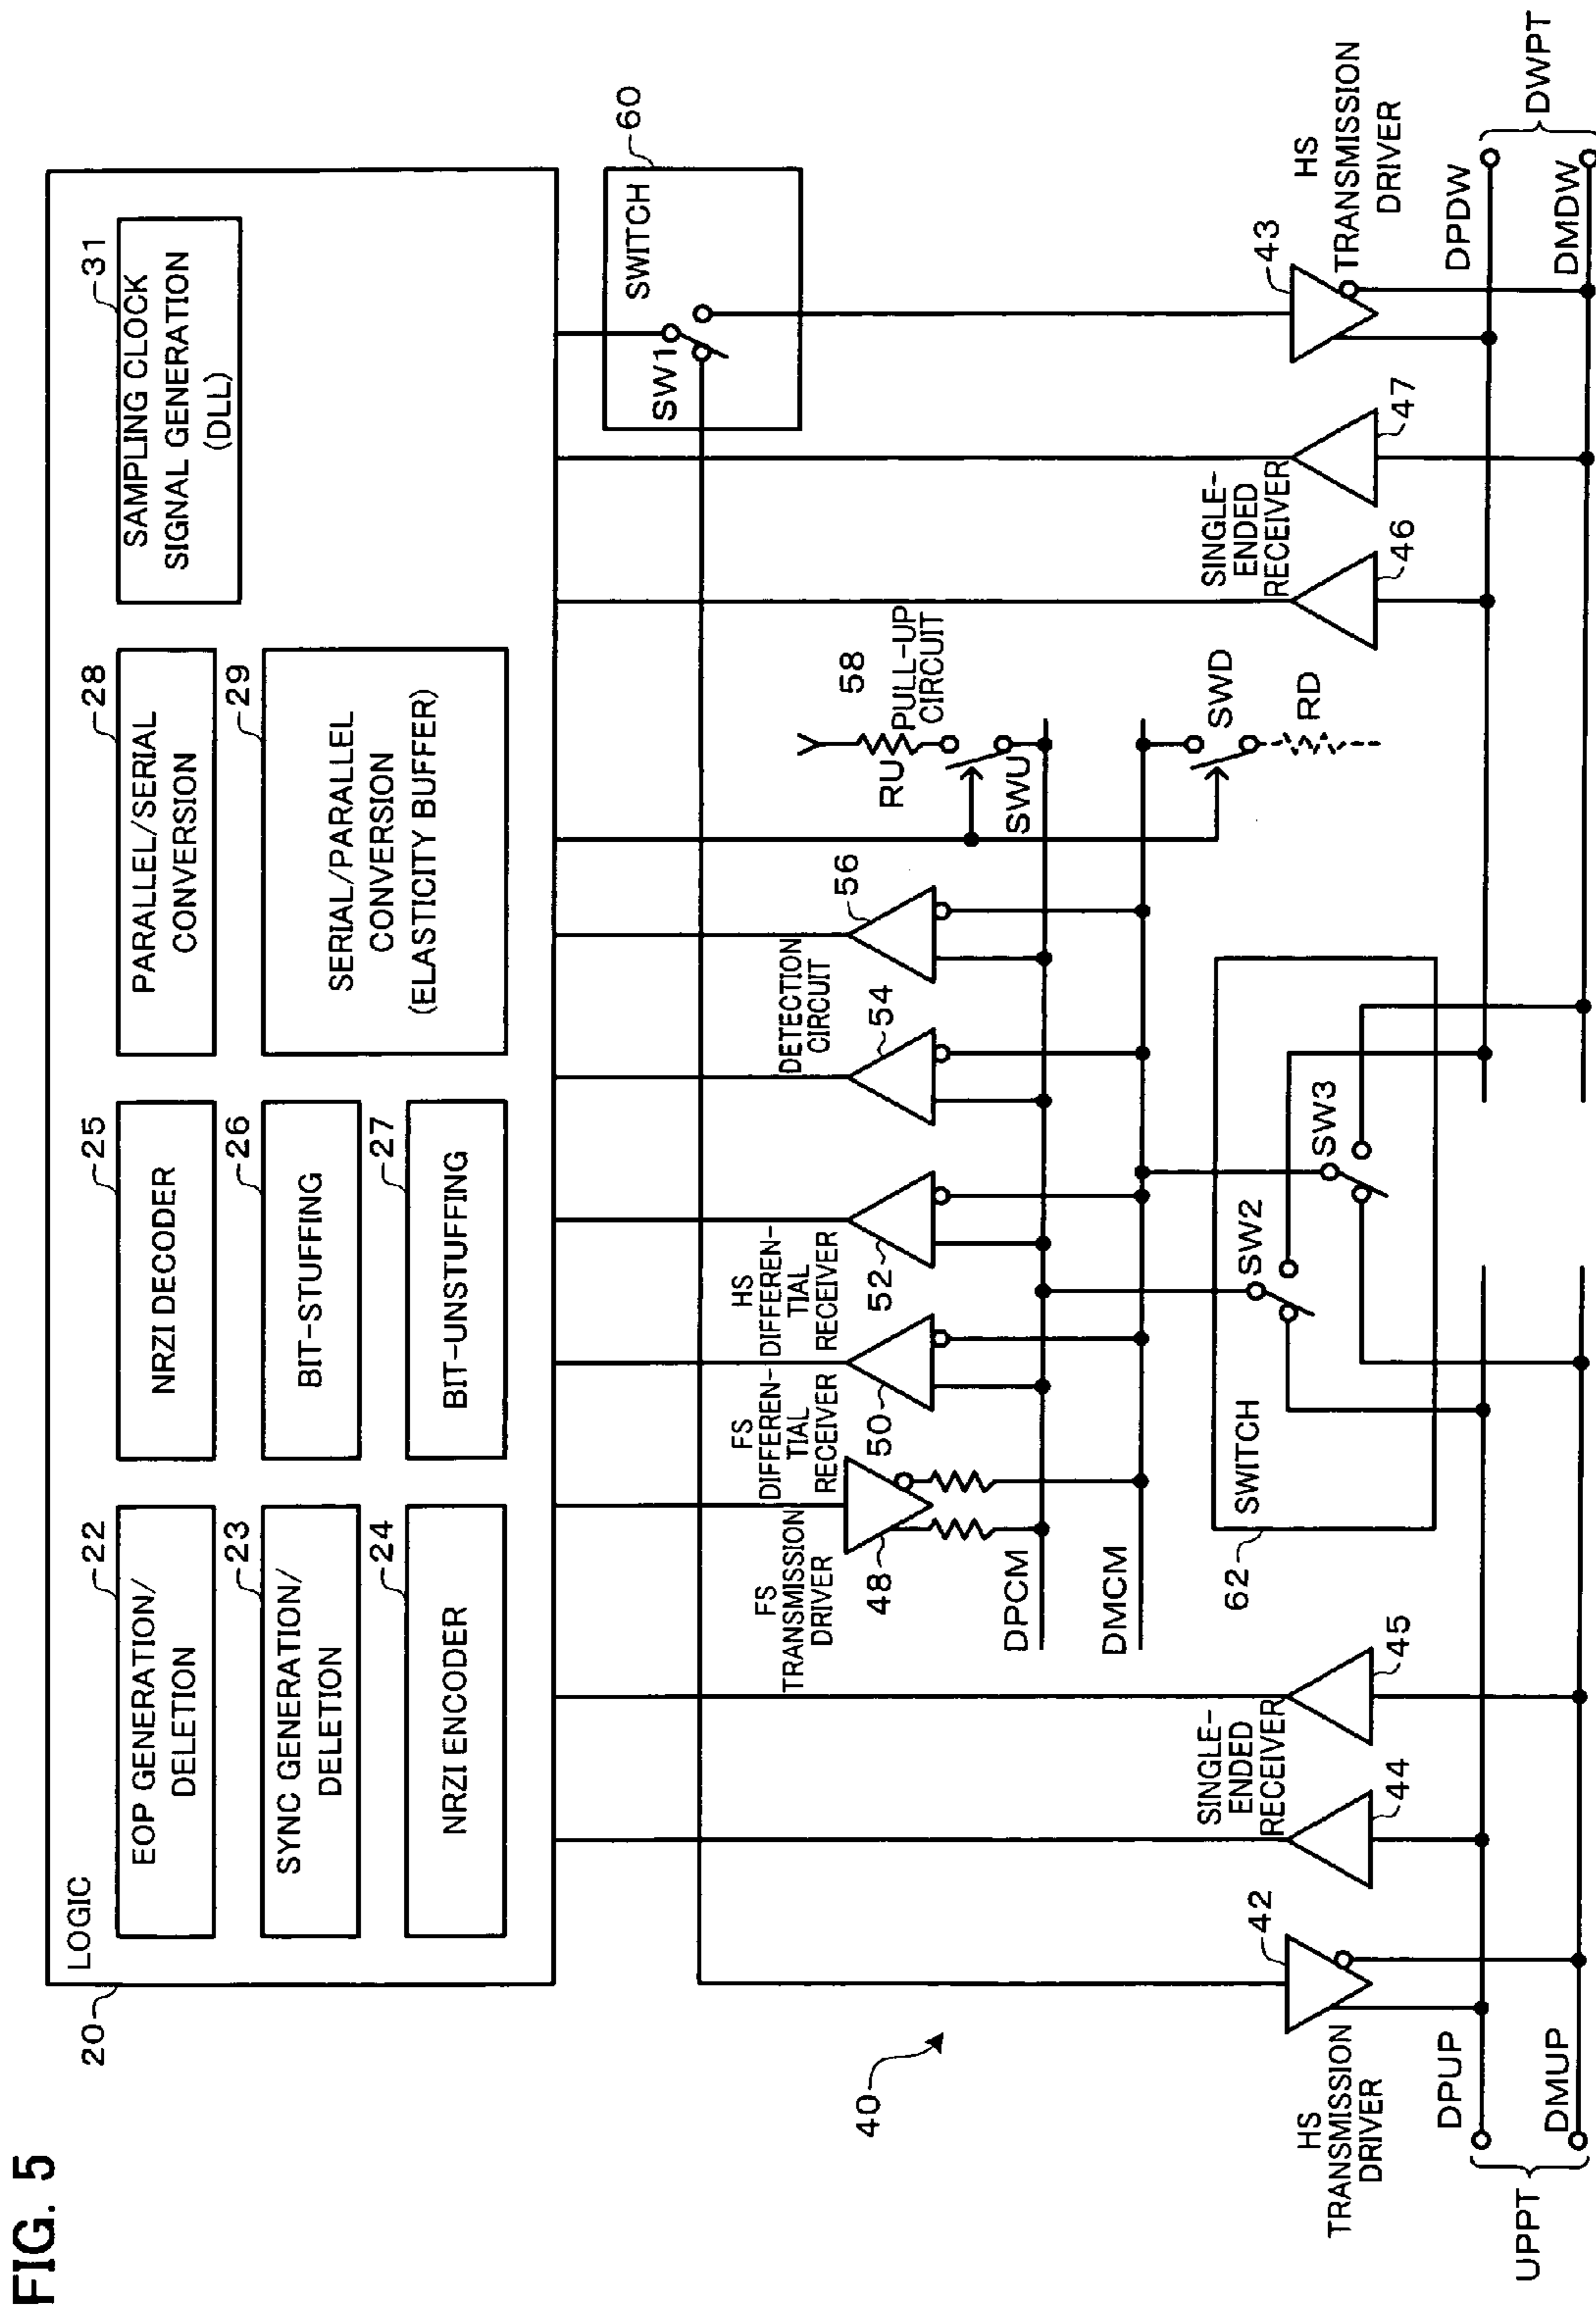 FIG. 5
20
LOGIC
22
EOP GENERATION/
DELETION
23
SYNC GENERATION/
DELETION
24
NRZI ENCODER
25
NRZI DECODER
26
BIT-STUFFING
27
BIT-UNSTUFFING
28
PARALLEL/SERIAL
CONVERSION
29
SERIAL/PARALLEL
CONVERSION
(ELASTICITY BUFFER)
31
SAMPLING CLOCK
SIGNAL GENERATION
(DLL)
60
SWITCH
SW1
40
FS
TRANSMISSION
DRIVER
48
FS
DIFFEREN-
TIAL
RECEIVER
50
HS
DIFFEREN-
TIAL
RECEIVER
52
DETECTION
CIRCUIT
54
56
58
PULL-UP
CIRCUIT
RU
SWU
SWD
RD
DPCM
DMCM
62
SWITCH
SW2
SW3
HS
TRANSMISSION
DRIVER
42
SINGLE-
ENDED
RECEIVER
44
45
SINGLE-
ENDED
RECEIVER
46
47
43
HS
TRANSMISSION
DRIVER
UPPT
DPUP
DMUP
DPDW
DMDW
DWPT